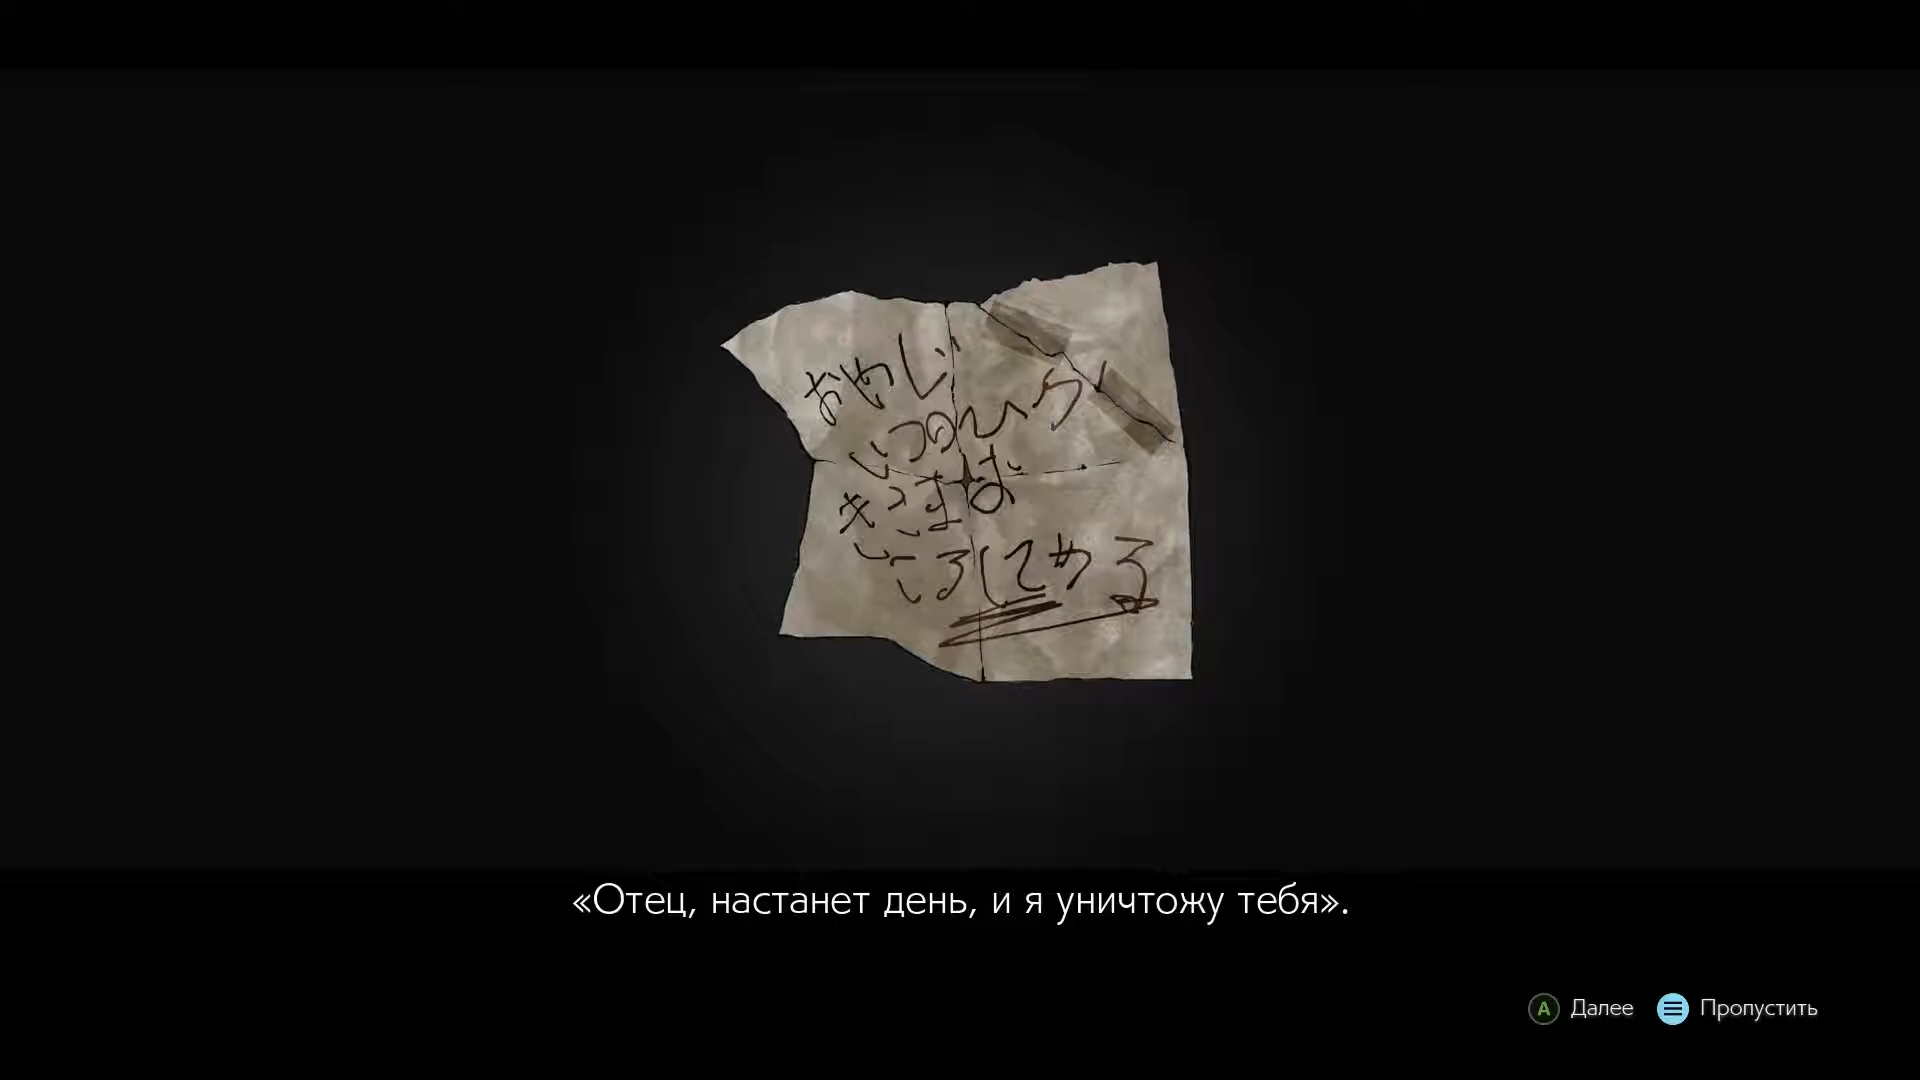 おやじ
いつのひか
きさまは
ころしてやる
«Отец, настанет день, и я уничтожу тебя».
A Далее Пропустить